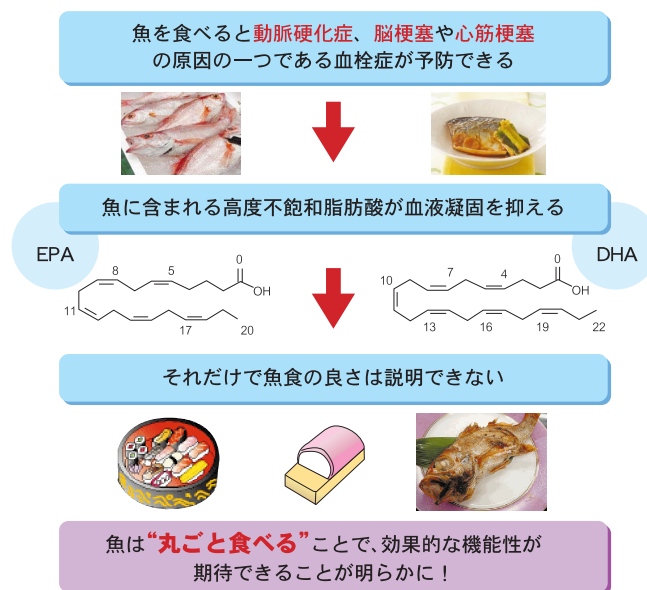 魚を食べると動脈硬化症、脳梗塞や心筋梗塞
の原因の一つである血栓症が予防できる
魚に含まれる高度不飽和脂肪酸が血液凝固を抑える
EPA
DHA
8
5
0
OH
11
17
20
10
7
4
0
OH
13
16
19
22
それだけで魚食の良さは説明できない
魚は“丸ごと食べる”ことで、効果的な機能性が
期待できることが明らかに！